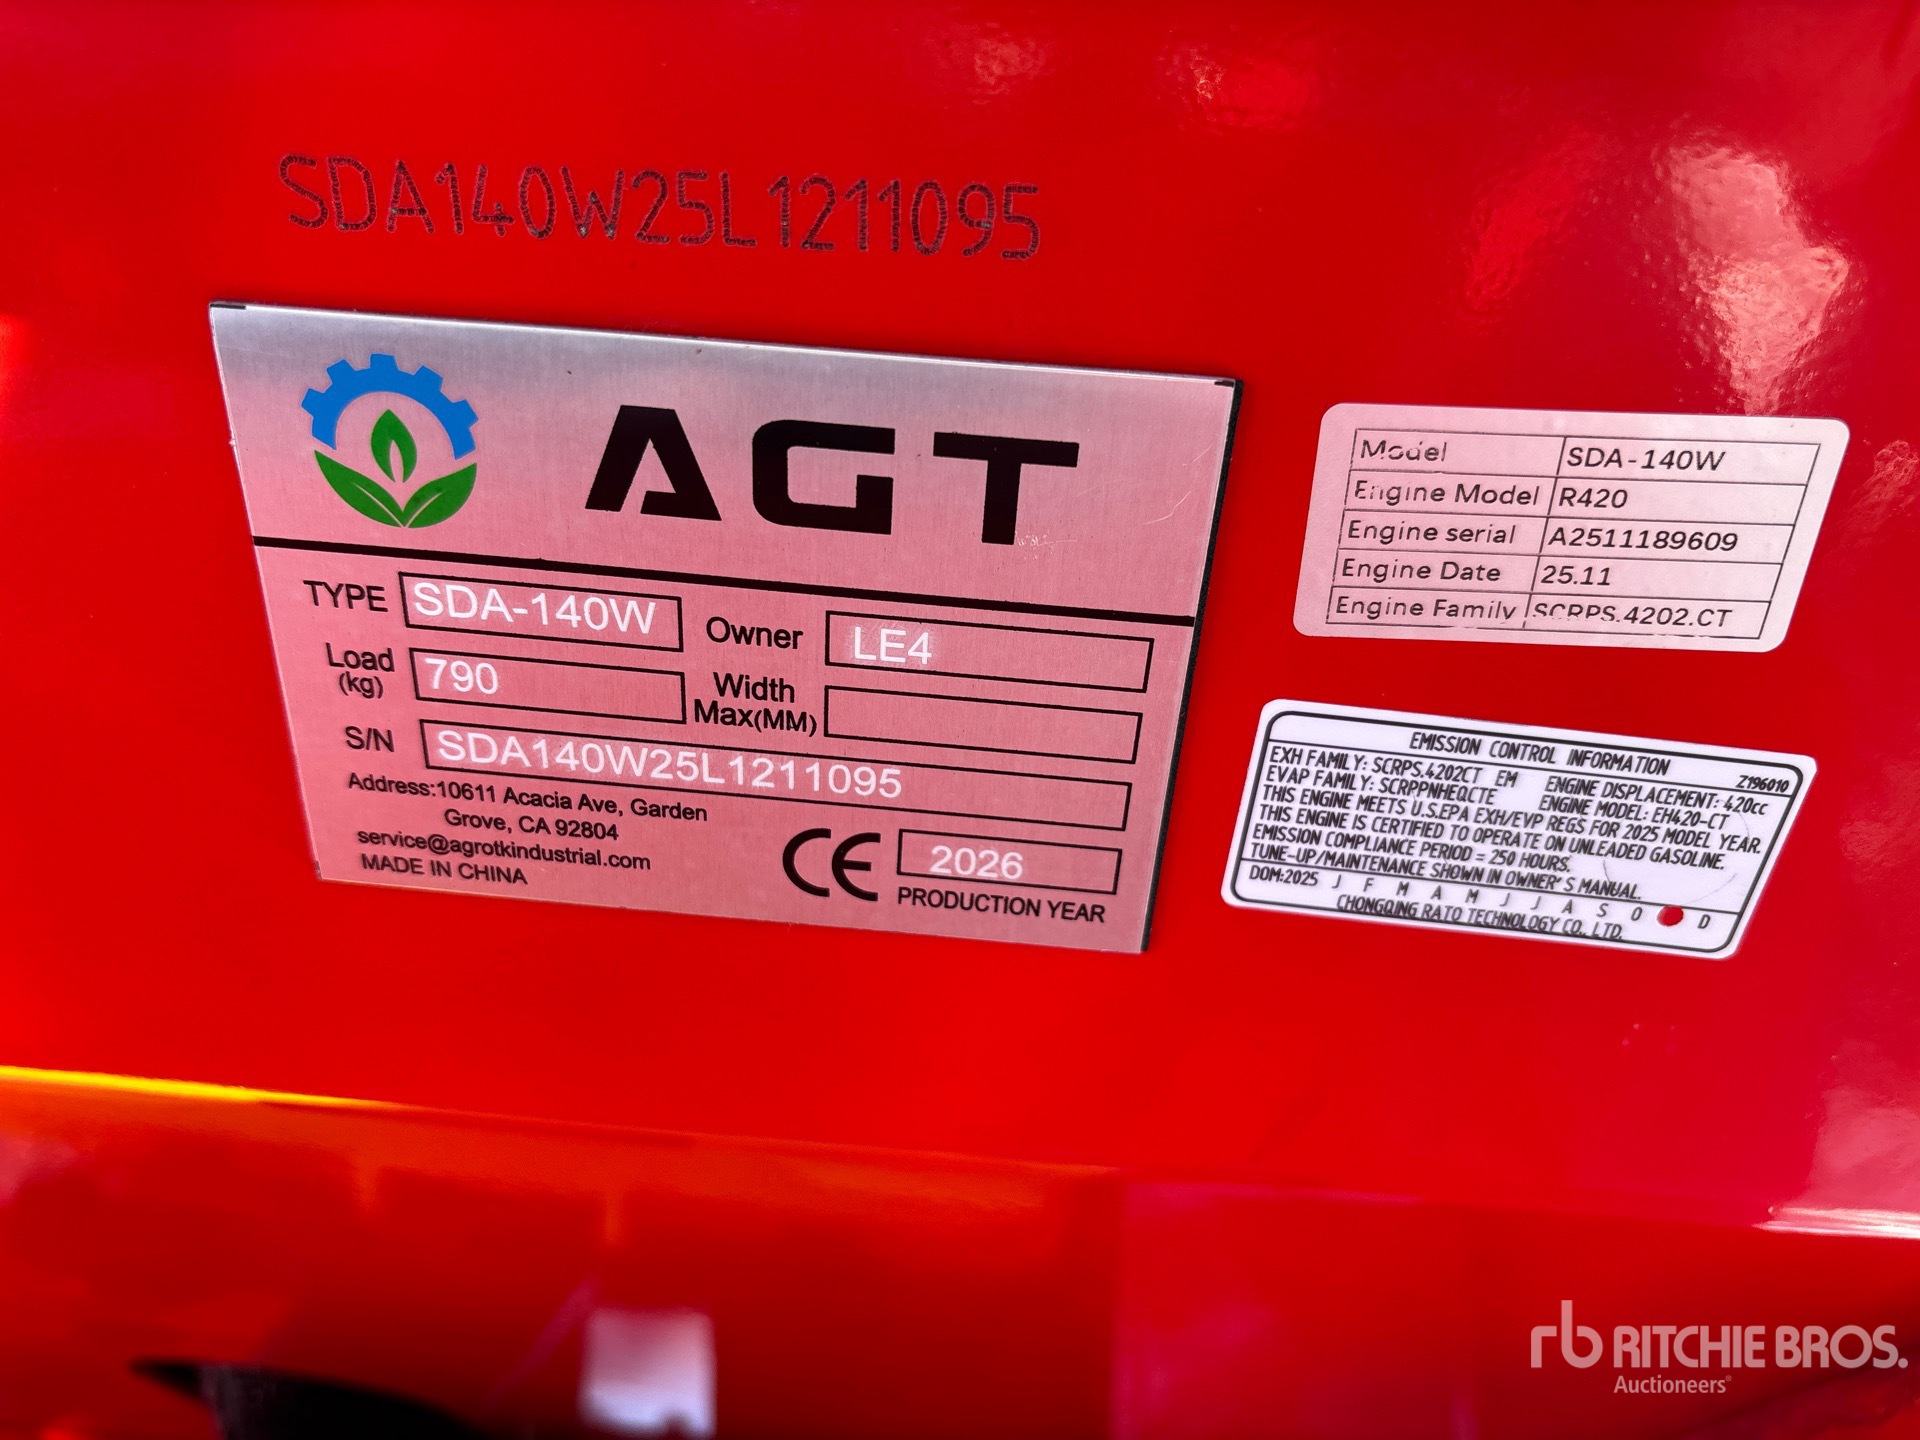 SDA140W25L1211095
AGT
TYPE SDA-140W Owner LE4
Load (kg) 790 Width Max(MM)
S/N SDA140W25L1211095
Address:10611 Acacia Ave, Garden
Grove, CA 92804
service@agrotkindustrial.com
MADE IN CHINA
CE 2026
PRODUCTION YEAR
Model SDA-140W
Engine Model R420
Engine serial A2511189609
Engine Date 25.11
Engine Family SCRPS.4202.CT
EMISSION CONTROL INFORMATION
Z196010
EXH FAMILY: SCRPS.4202CT EM ENGINE DISPLACEMENT: 420cc
EVAP FAMILY: SCRPPNHEQCTE ENGINE MODEL: EH420-CT
THIS ENGINE MEETS U.S.EPA EXH/EVP REGS FOR 2025 MODEL YEAR.
THIS ENGINE IS CERTIFIED TO OPERATE ON UNLEADED GASOLINE.
EMISSION COMPLIANCE PERIOD = 250 HOURS.
TUNE-UP/MAINTENANCE SHOWN IN OWNER'S MANUAL.
DOM:2025 J F M A M J J A S O D
CHONGQING RATO TECHNOLOGY CO., LTD.
rb RITCHIE BROS.
Auctioneers